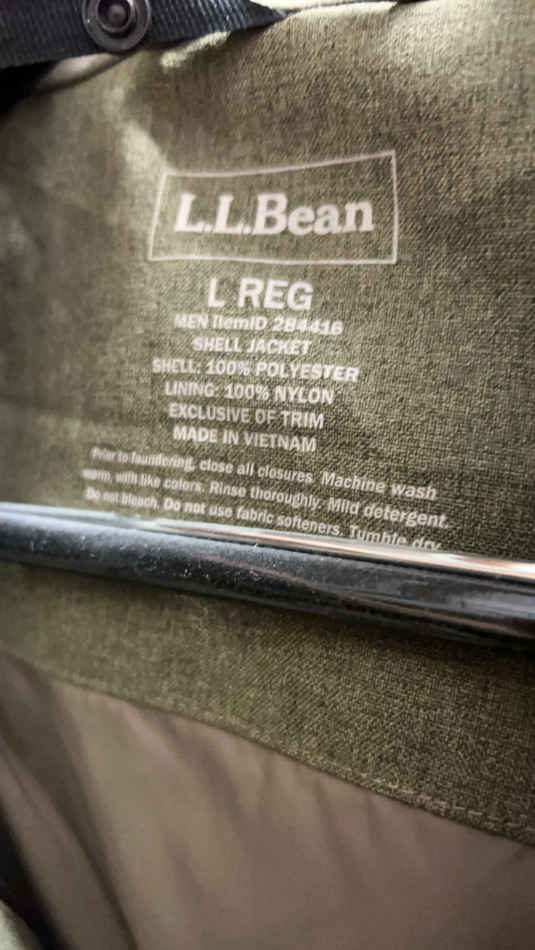 L.L.Bean
L REG
MEN ItemID 284416
SHELL JACKET
SHELL: 100% POLYESTER
LINING: 100% NYLON
EXCLUSIVE OF TRIM
MADE IN VIETNAM
Prior to laundering, close all closures. Machine wash
warm, with like colors. Rinse thoroughly. Mild detergent.
Do not bleach. Do not use fabric softeners. Tumble dry